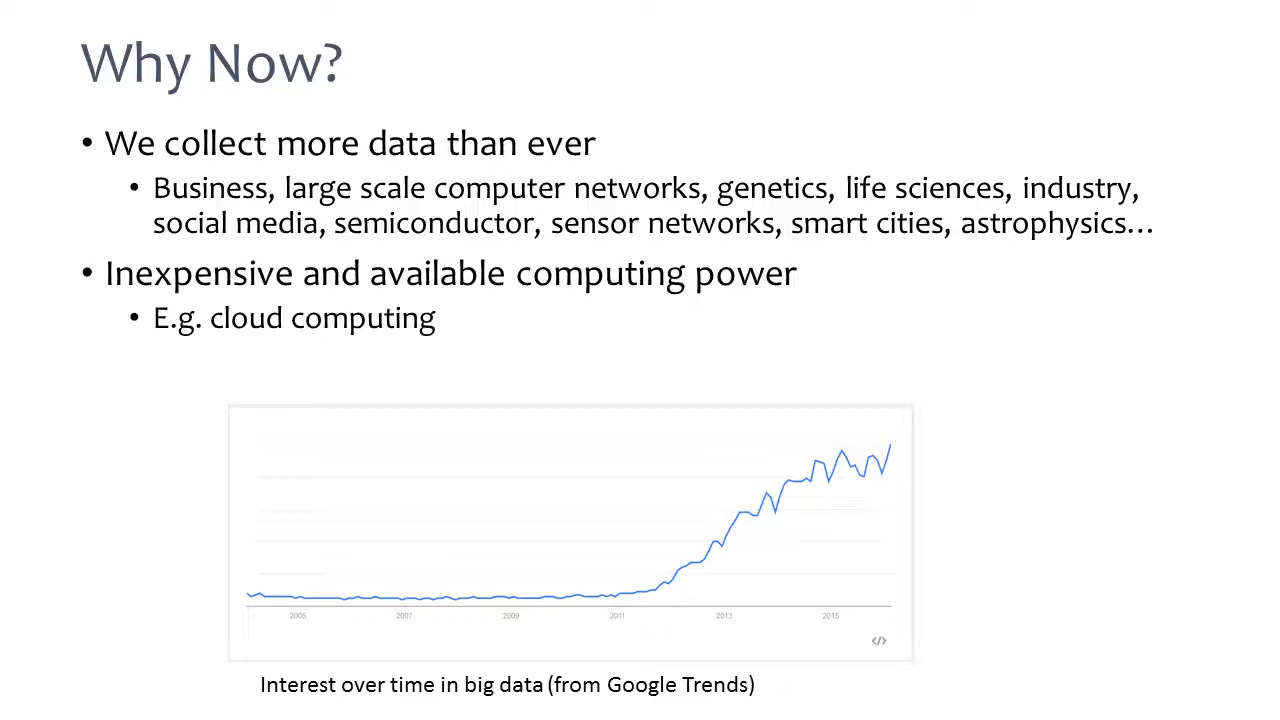 Why Now?
• We collect more data than ever
• Business, large scale computer networks, genetics, life sciences, industry,
social media, semiconductor, sensor networks, smart cities, astrophysics…
• Inexpensive and available computing power
• E.g. cloud computing
2005 2007 2009 2011 2013 2015
</>
Interest over time in big data (from Google Trends)